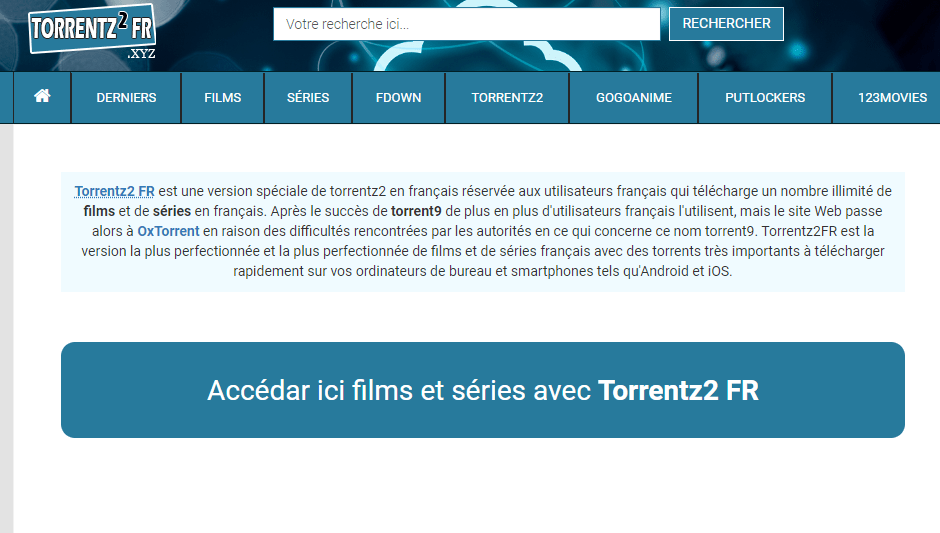 TORRENTZ2 FR
.XYZ
Votre recherche ici...
RECHERCHER
DERNIERS
FILMS
SÉRIES
FDOWN
TORRENTZ2
GOGOANIME
PUTLOCKERS
123MOVIES
Torrentz2 FR est une version spéciale de torrentz2 en français réservée aux utilisateurs français qui télécharge un nombre illimité de
films et de séries en français. Après le succès de torrent9 de plus en plus d'utilisateurs français l'utilisent, mais le site Web passe
alors à OxTorrent en raison des difficultés rencontrées par les autorités en ce qui concerne ce nom torrent9. Torrentz2FR est la
version la plus perfectionnée et la plus perfectionnée de films et de séries français avec des torrents très importants à télécharger
rapidement sur vos ordinateurs de bureau et smartphones tels qu'Android et iOS.
Accédar ici films et séries avec Torrentz2 FR